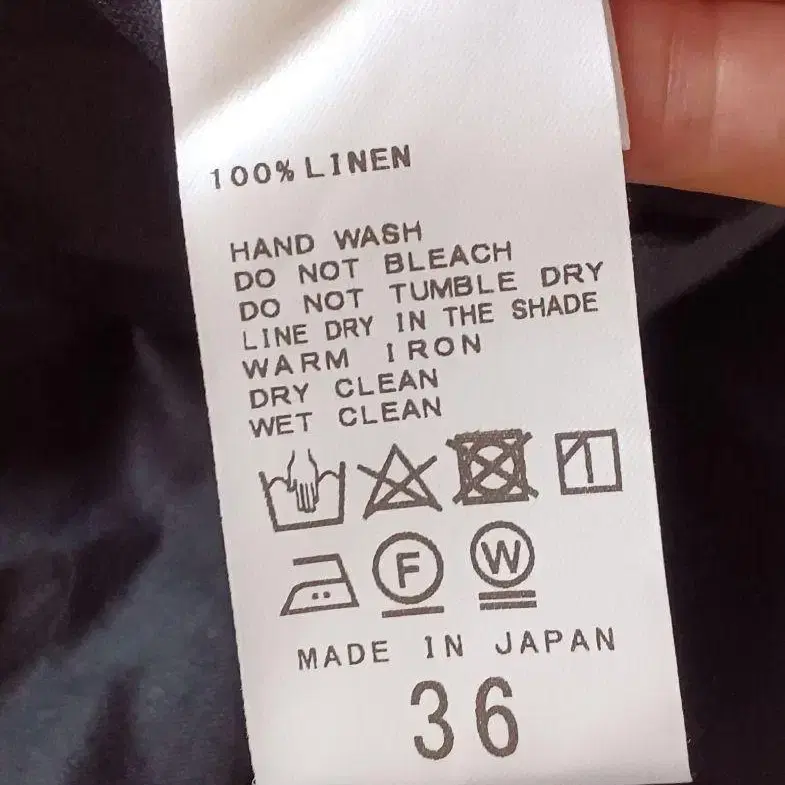 100% LINEN
HAND WASH
DO NOT BLEACH
DO NOT TUMBLE DRY
LINE DRY IN THE SHADE
WARM IRON
DRY CLEAN
WET CLEAN
F W
MADE IN JAPAN
36